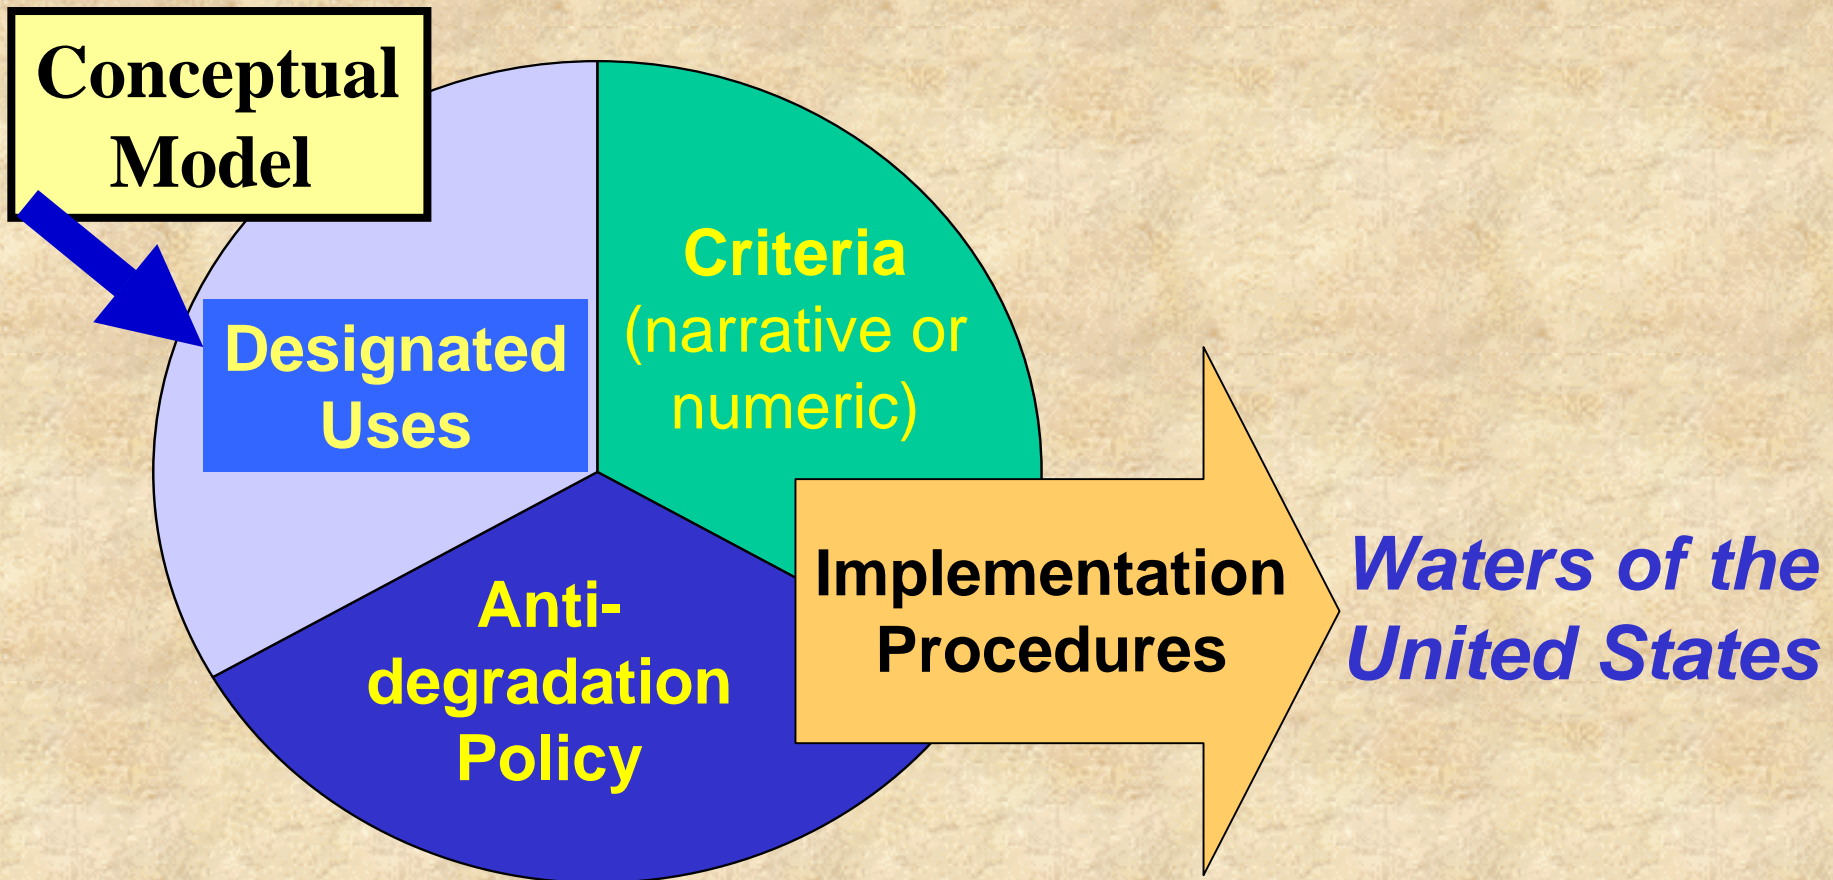 Conceptual
Model
Designated
Uses
Criteria
(narrative or
numeric)
Anti-
degradation
Policy
Implementation
Procedures
Waters of the
United States